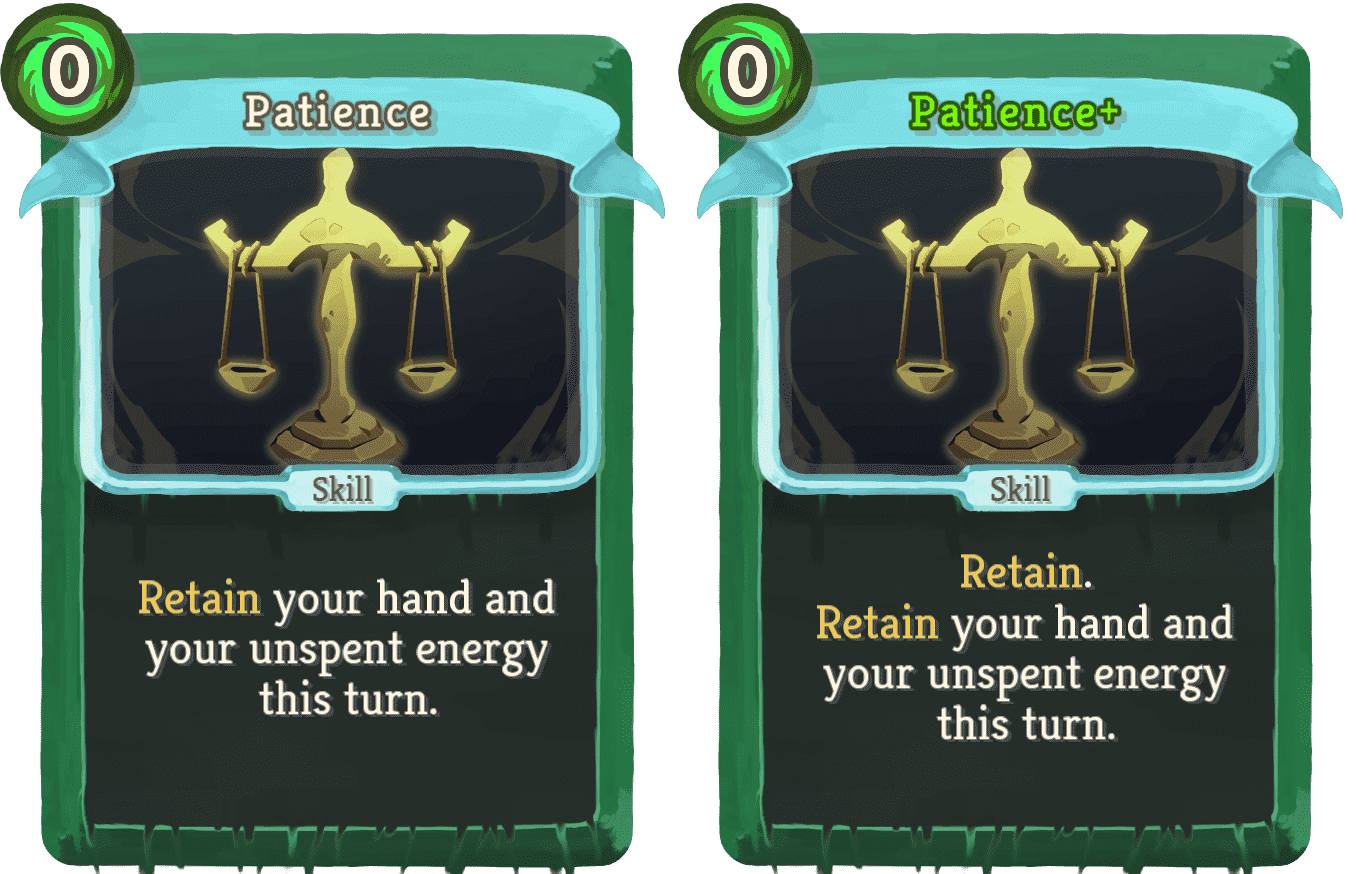 0
Patience
Skill
Retain your hand and
your unspent energy
this turn.
0
Patience+
Skill
Retain.
Retain your hand and
your unspent energy
this turn.